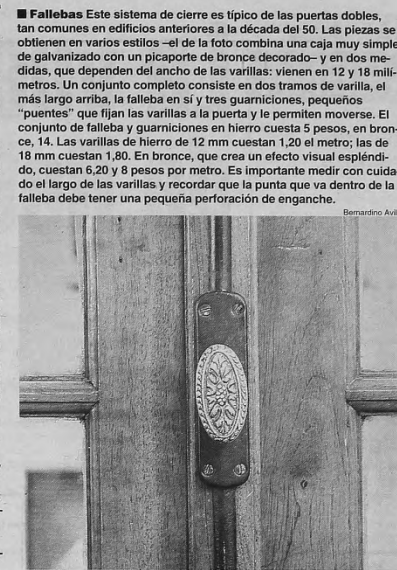 ■ Fallebas Este sistema de cierre es típico de las puertas dobles,
tan comunes en edificios anteriores a la década del 50. Las piezas se
obtienen en varios estilos –el de la foto combina una caja muy simple
de galvanizado con un picaporte de bronce decorado– y en dos me-
didas, que dependen del ancho de las varillas: vienen en 12 y 18 milí-
metros. Un conjunto completo consiste en dos tramos de varilla, el
más largo arriba, la falleba en sí y tres guarniciones, pequeños
“puentes” que fijan las varillas a la puerta y le permiten moverse. El
conjunto de falleba y guarniciones en hierro cuesta 5 pesos, en bron-
ce, 14. Las varillas de hierro de 12 mm cuestan 1,20 el metro; las de
18 mm cuestan 1,80. En bronce, que crea un efecto visual espléndi-
do, cuestan 6,20 y 8 pesos por metro. Es importante medir con cuida-
do el largo de las varillas y recordar que la punta que va dentro de la
falleba debe tener una pequeña perforación de enganche.
Bernardino Avil